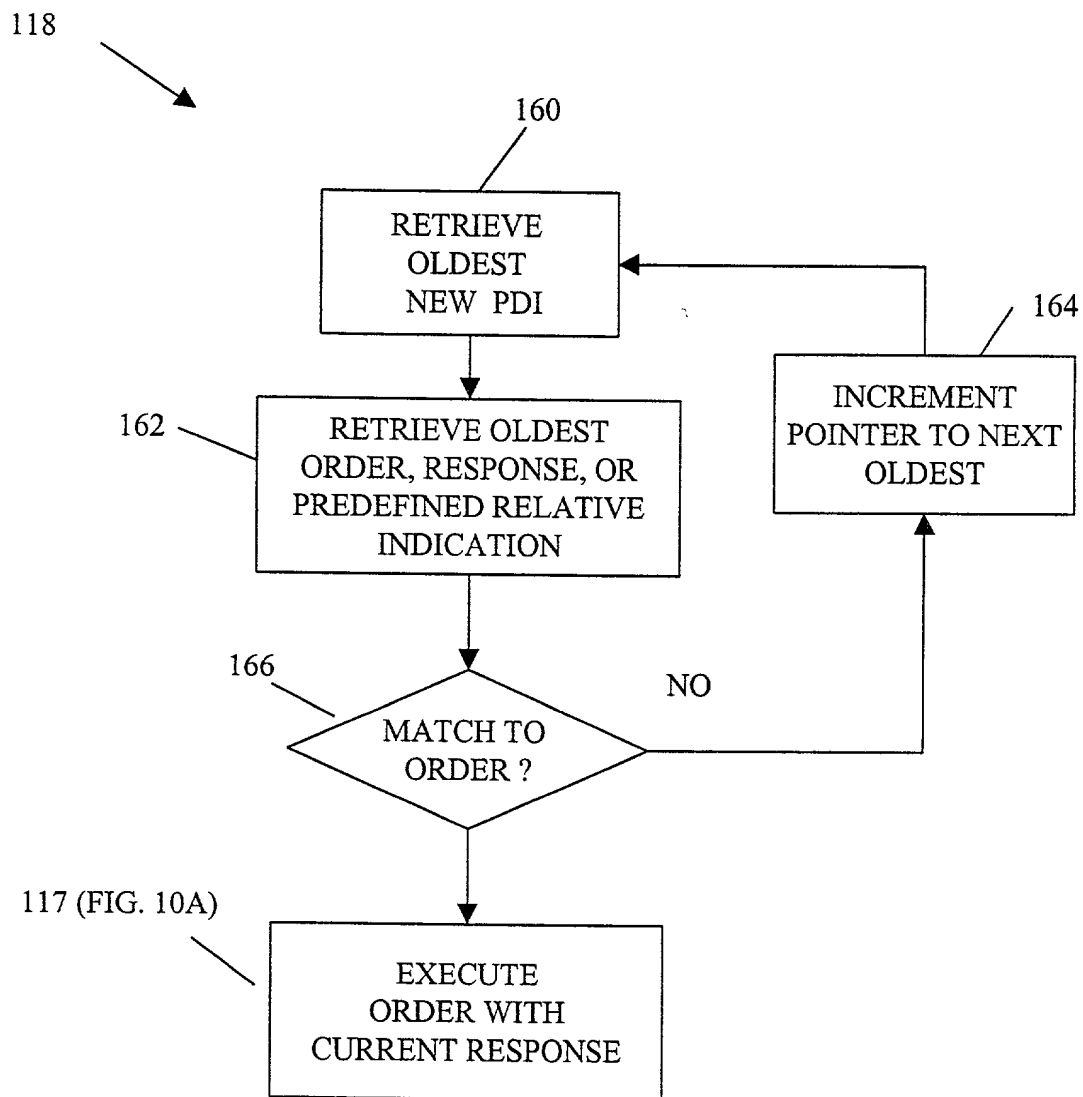 118
160
RETRIEVE
OLDEST
NEW PDI
164
INCREMENT
POINTER TO NEXT
OLDEST
162
RETRIEVE OLDEST
ORDER, RESPONSE, OR
PREDEFINED RELATIVE
INDICATION
166
NO
MATCH TO
ORDER ?
117 (FIG. 10A)
EXECUTE
ORDER WITH
CURRENT RESPONSE